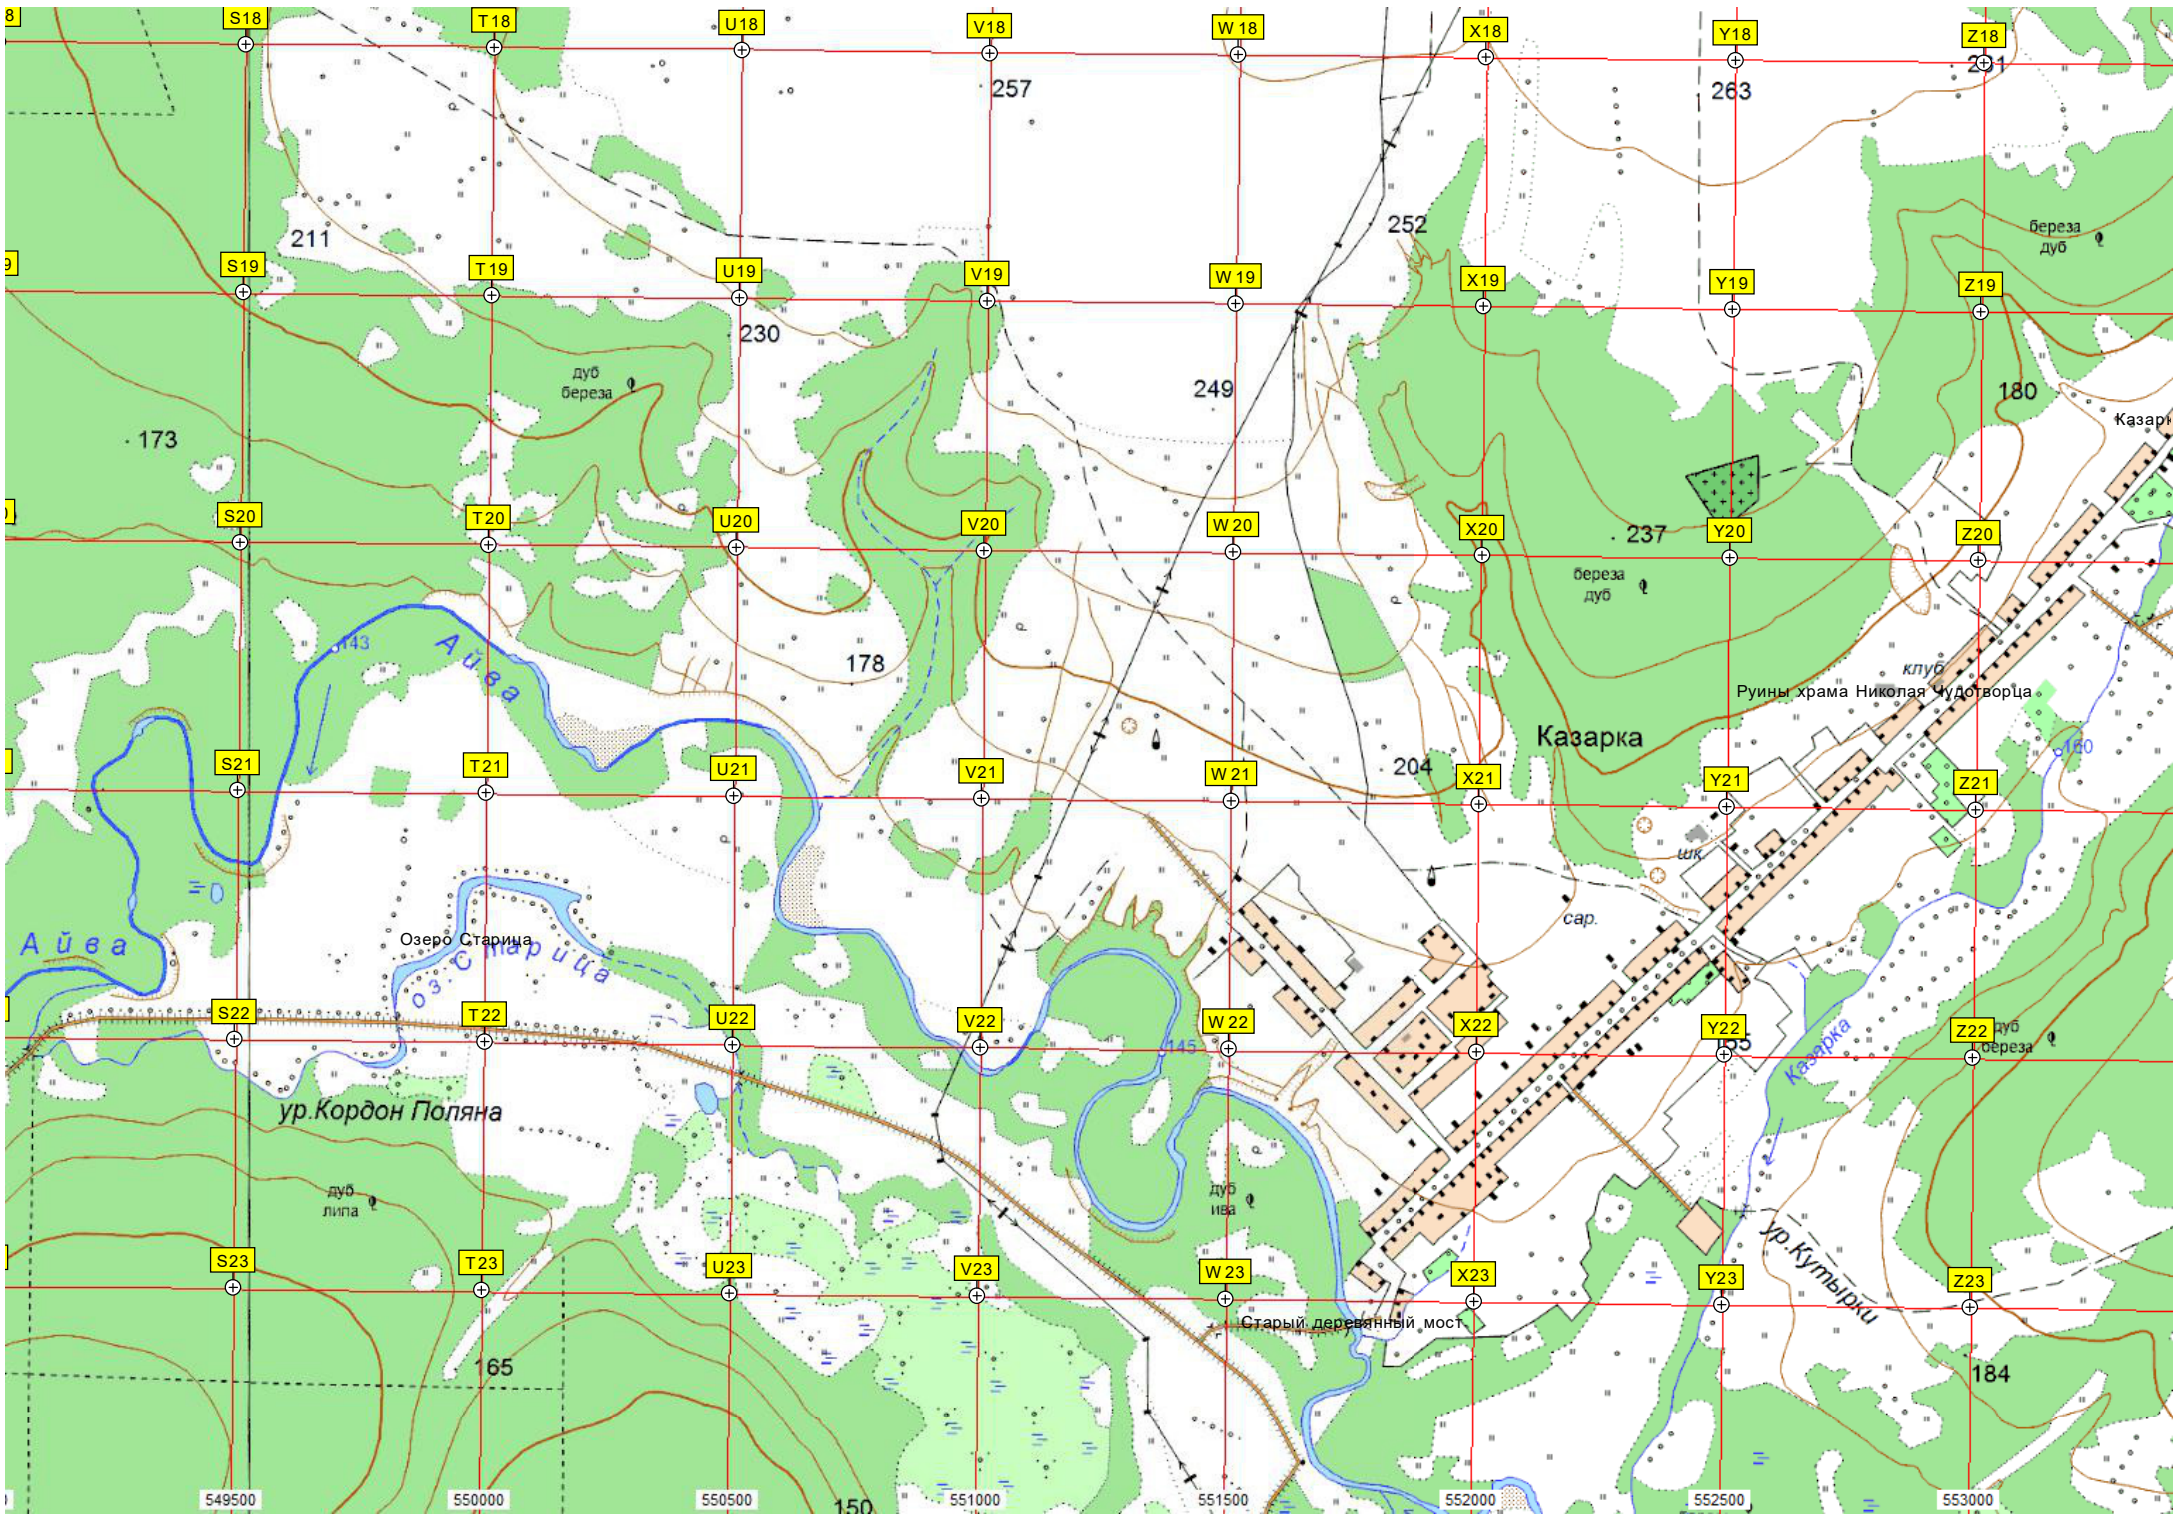 8
S18
T18
U18
V18
W18
X18
Y18
Z18
257
263
211
252
береза
дуб
9
S19
T19
U19
V19
W19
X19
Y19
Z19
230
дуб
береза
249
180
173
Казар
S20
T20
U20
V20
W20
X20
Y20
Z20
237
береза
дуб
143
Айва
178
клуб
Руины храма Николая Чудотворца
Казарка
160
204
S21
T21
U21
V21
W21
X21
Y21
Z21
шк.
сар.
Айва
Озеро Старица
оз. Старица
S22
T22
U22
V22
W22
X22
Y22
Z22
145
дуб
береза
Казарка
ур.Кордон Поляна
дуб
липа
дуб
ива
ур.Кутырки
S23
T23
U23
V23
W23
X23
Y23
Z23
Старый деревянный мост
165
184
150
549500
550000
550500
551000
551500
552000
552500
553000